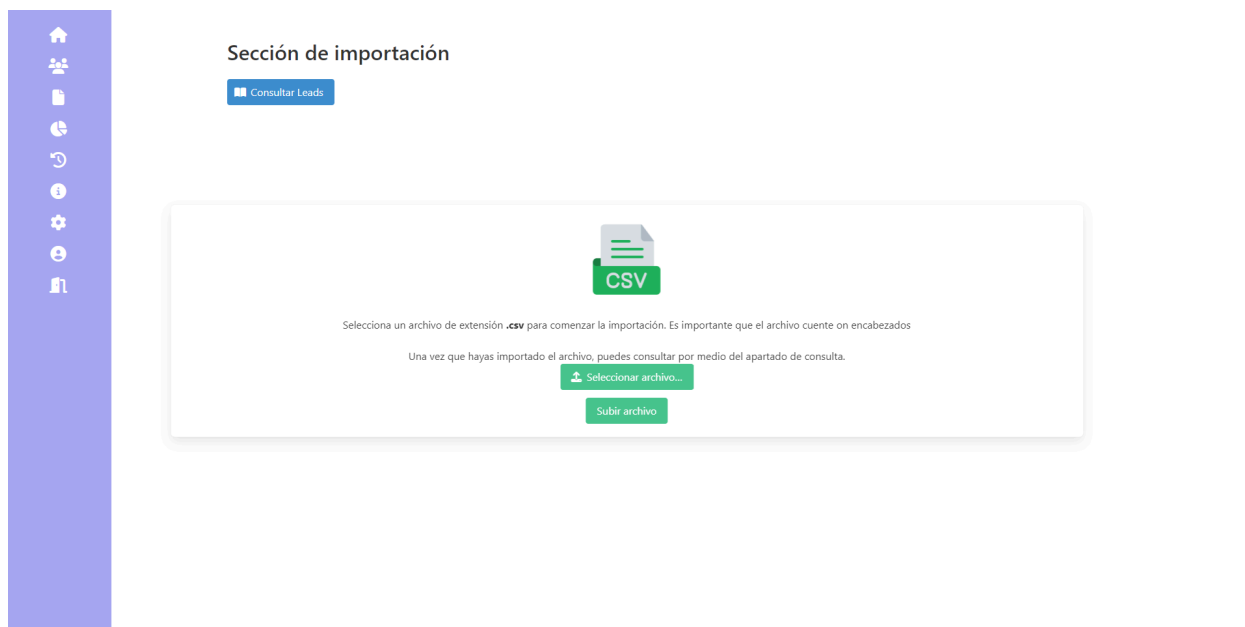 Sección de importación
Consultar Leads
CSV
Selecciona un archivo de extensión .csv para comenzar la importación. Es importante que el archivo cuente on encabezados
Una vez que hayas importado el archivo, puedes consultar por medio del apartado de consulta.
Seleccionar archivo...
Subir archivo